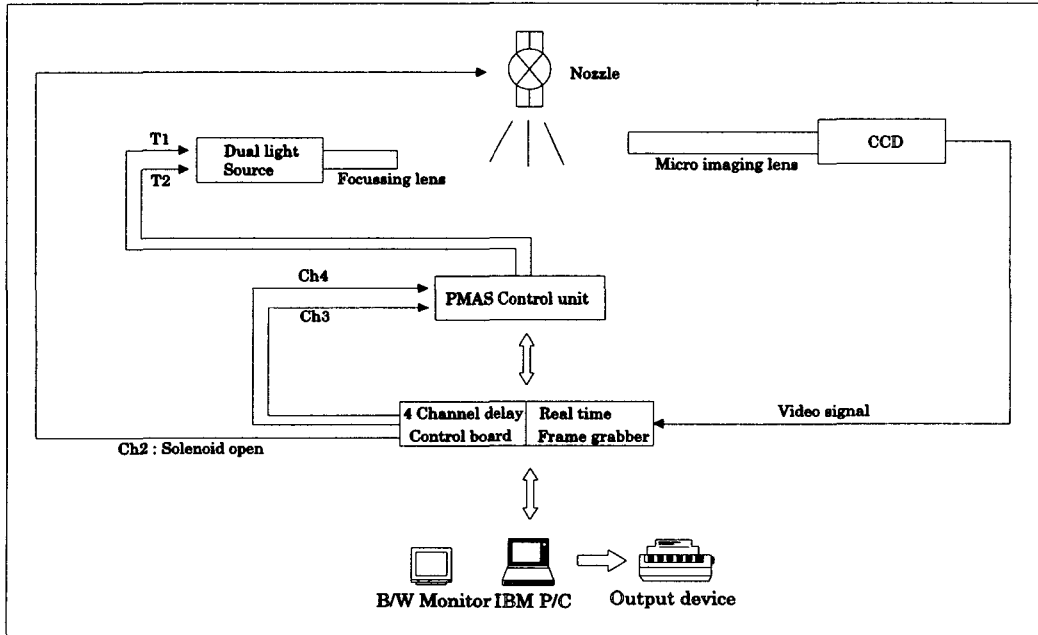 Nozzle
T1
T2
Dual light
Source
Focussing lens
CCD
Micro imaging lens
Ch4
Ch3
PMAS Control unit
4 Channel delay
Control board
Real time
Frame grabber
Video signal
Ch2 : Solenoid open
B/W Monitor
IBM P/C
Output device